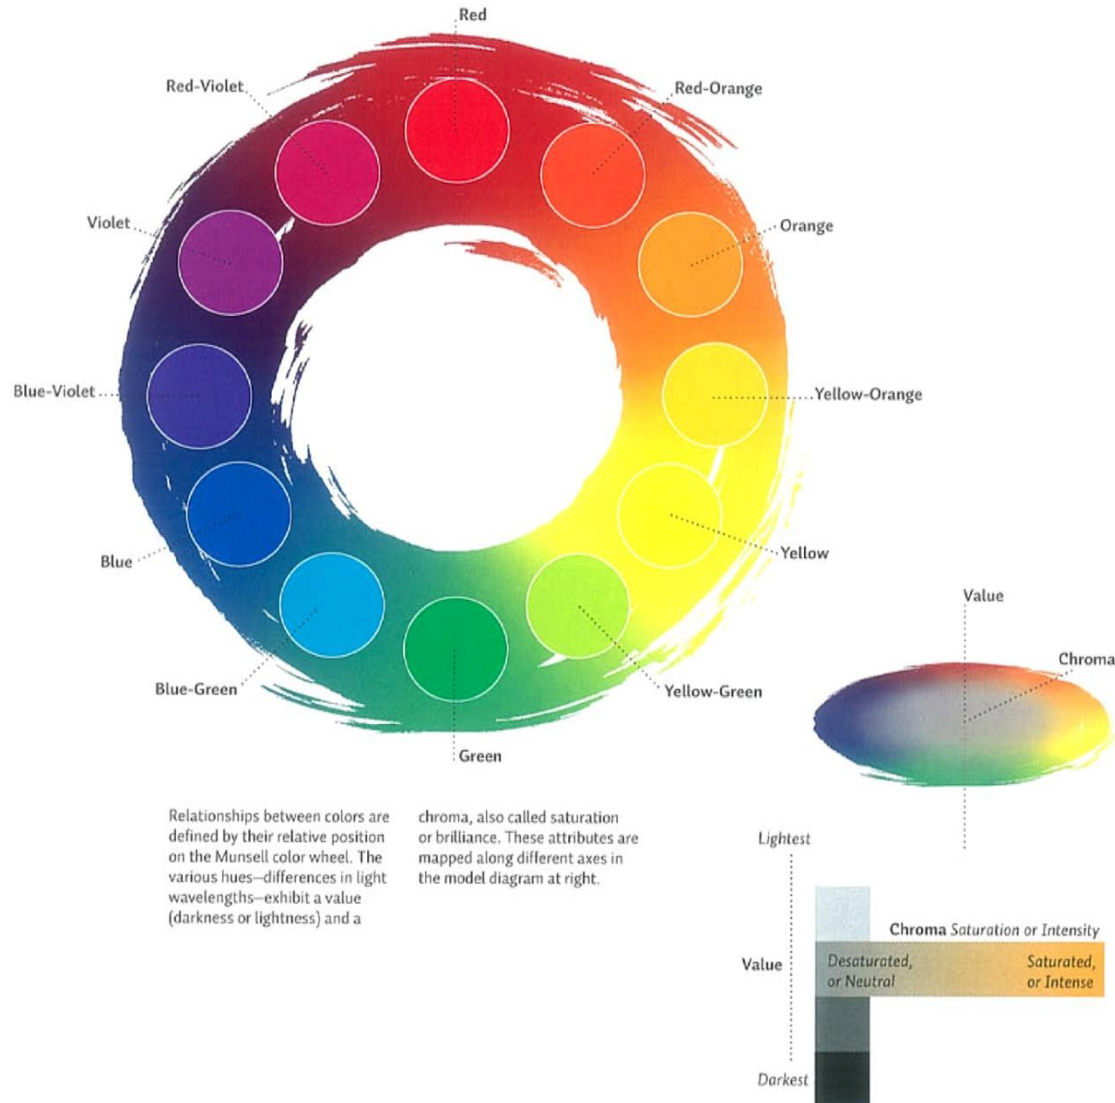 Red
Red-Violet
Red-Orange
Violet
Orange
Blue-Violet
Yellow-Orange
Blue
Yellow
Blue-Green
Yellow-Green
Green
Value
Chroma
Relationships between colors are
defined by their relative position
on the Munsell color wheel. The
various hues—differences in light
wavelengths—exhibit a value
(darkness or lightness) and a
chroma, also called saturation
or brilliance. These attributes are
mapped along different axes in
the model diagram at right.
Lightest
Chroma Saturation or Intensity
Value
Desaturated,
or Neutral
Saturated,
or Intense
Darkest